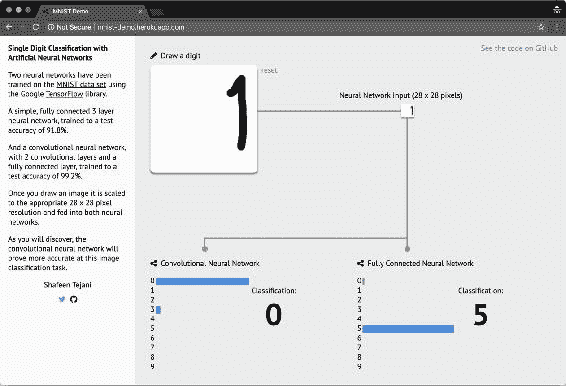 MNIST Demo
Not Secure | mnist-demo.herokuapp.com
Single Digit Classification with
Artificial Neural Networks
Two neural networks have been
trained on the MNIST data set using
the Google TensorFlow library.
A simple, fully connected 3 layer
neural network, trained to a test
accuracy of 91.8%.
And a convolutional neural network,
with 2 convolutional layers and a
fully connected layer, trained to a
test accuracy of 99.2%.
Once you draw an image it is scaled
to the appropriate 28 x 28 pixel
resolution and fed into both neural
networks.
As you will discover, the
convolutional neural network will
prove more accurate at this image
classification task.
Shafeen Tejani
See the code on GitHub
Draw a digit
reset
1
Neural Network Input (28 x 28 pixels)
1
Convolutional Neural Network
0
1
2
3
4
5
6
7
8
9
Classification:
0
Fully Connected Neural Network
0
1
2
3
4
5
6
7
8
9
Classification:
5